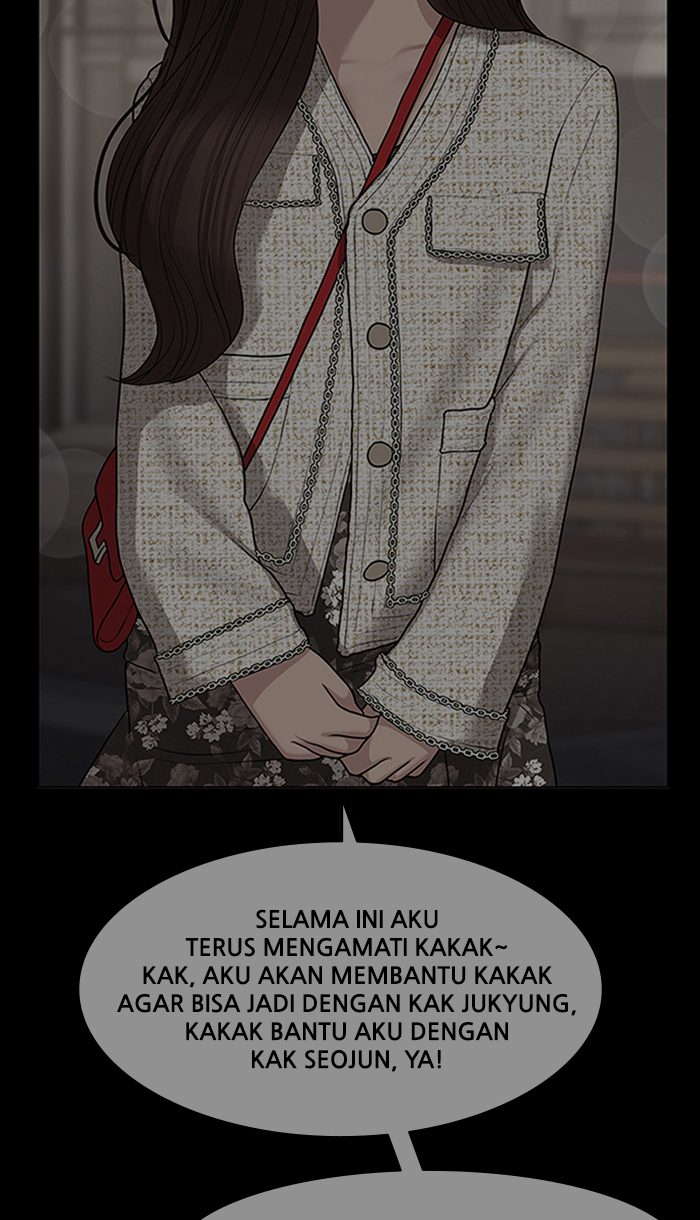 SELAMA INI AKU
TERUS MENGAMATI KAKAK~
KAK, AKU AKAN MEMBANTU KAKAK
AGAR BISA JADI DENGAN KAK JUKYUNG,
KAKAK BANTU AKU DENGAN
KAK SEOJUN, YA!